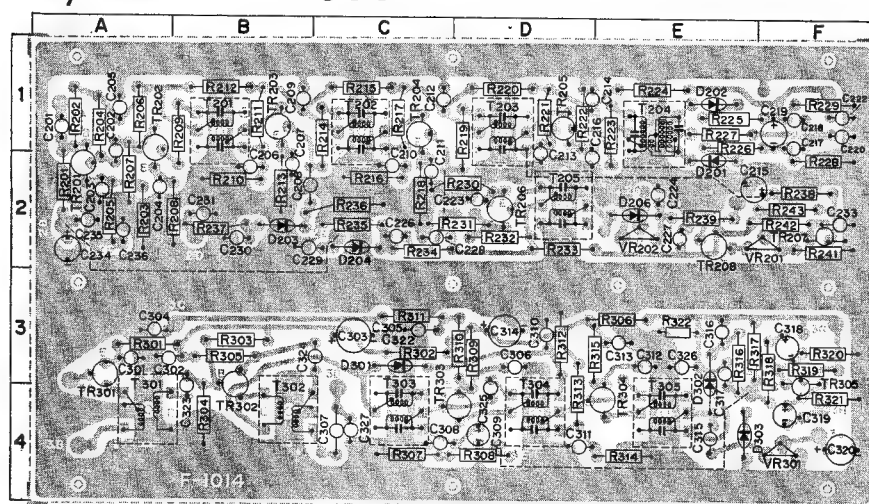 A B C D E F
1
C205 R212 TR203 C209 R215 TR204 C212 R220 TR205 C214 R224 D202
R202 R206 TR202 T201 R211 T202 R217 T203 R221 R222 T204 R225 C219 R229 C222
C201 R204 C202 R209 C207 R214 R219 C216 R223 R227 C218
R226 C217 C220
C206 C210 C211 C213 R228
R201 TR201 C203 R207 R210 R213 C208 R216 R218 R230 T205 D201 C215
2
R205 R203 C204 R208 C231 R236 C223 TR206 D206 C224 R238
R237 R235 C226 R231 R239 R243 R242 C233
C235 C234 C236 C230 D203 C229 D204 R234 C228 R232 R233 VR202 C227 TR208 VR201 TR207 R241
3
C304 R311 C314 C310 R306 R322 C316 C318
R301 R303 C303 C305 C322 R310 R312 C313 R317
C301 C302 R305 R302 R309 C306 R315 C312 C326 R316 R318 R320
TR301 T301 TR302 T302 D301 T303 TR303 T304 R313 TR304 T305 D302 C317 R319 TR305
C323 R304 C325 R321
4
C307 C327 C308 C309 C311 C315 D303 C319
3B R307 R308 R314 VR301 C320
F-1014